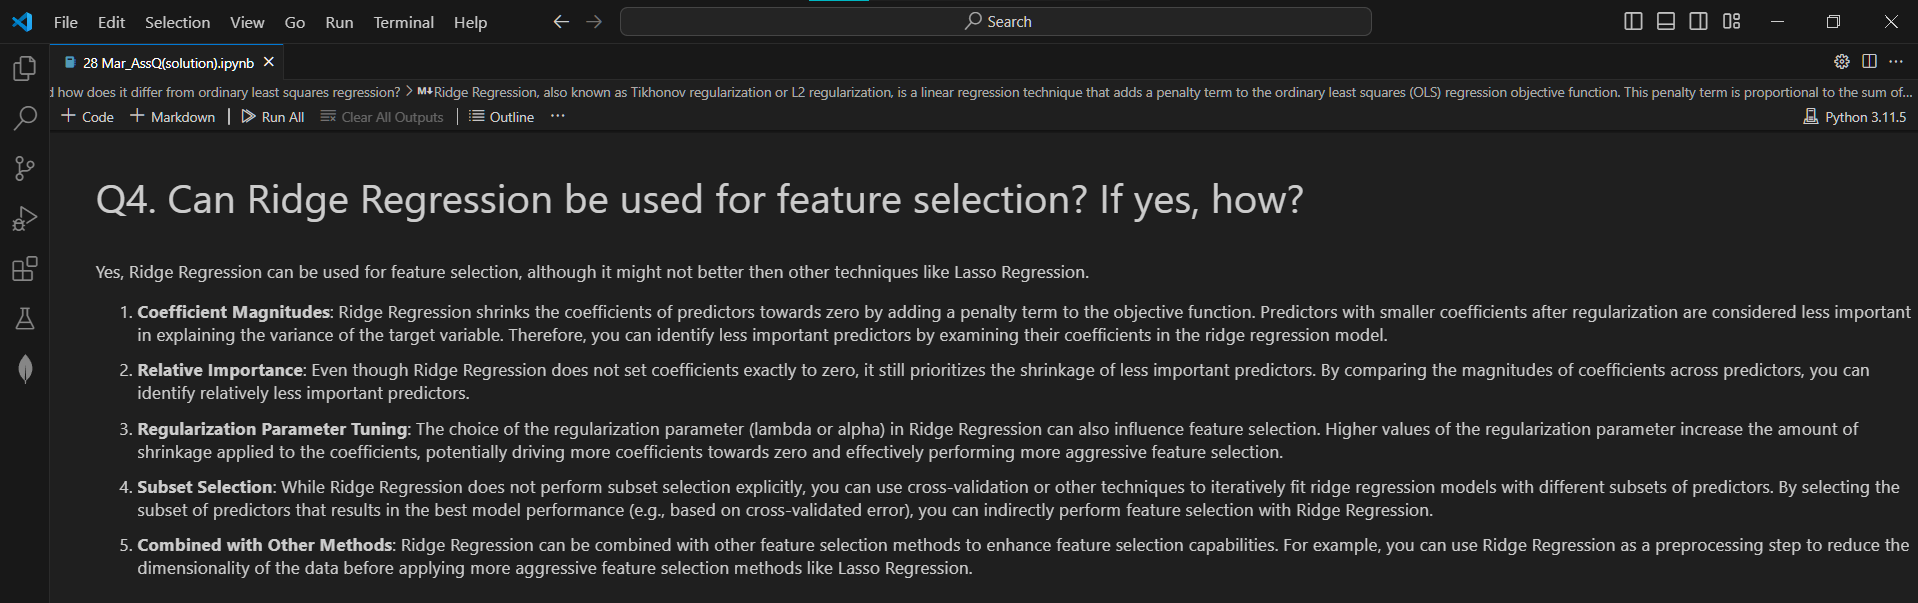 File Edit Selection View Go Run Terminal Help
Search
28 Mar_AssQ(solution).ipynb
d how does it differ from ordinary least squares regression? > M↓Ridge Regression, also known as Tikhonov regularization or L2 regularization, is a linear regression technique that adds a penalty term to the ordinary least squares (OLS) regression objective function. This penalty term is proportional to the sum of...
+ Code + Markdown | Run All Clear All Outputs | Outline ... Python 3.11.5
Q4. Can Ridge Regression be used for feature selection? If yes, how?
Yes, Ridge Regression can be used for feature selection, although it might not better then other techniques like Lasso Regression.
1. Coefficient Magnitudes: Ridge Regression shrinks the coefficients of predictors towards zero by adding a penalty term to the objective function. Predictors with smaller coefficients after regularization are considered less important
in explaining the variance of the target variable. Therefore, you can identify less important predictors by examining their coefficients in the ridge regression model.
2. Relative Importance: Even though Ridge Regression does not set coefficients exactly to zero, it still prioritizes the shrinkage of less important predictors. By comparing the magnitudes of coefficients across predictors, you can
identify relatively less important predictors.
3. Regularization Parameter Tuning: The choice of the regularization parameter (lambda or alpha) in Ridge Regression can also influence feature selection. Higher values of the regularization parameter increase the amount of
shrinkage applied to the coefficients, potentially driving more coefficients towards zero and effectively performing more aggressive feature selection.
4. Subset Selection: While Ridge Regression does not perform subset selection explicitly, you can use cross-validation or other techniques to iteratively fit ridge regression models with different subsets of predictors. By selecting the
subset of predictors that results in the best model performance (e.g., based on cross-validated error), you can indirectly perform feature selection with Ridge Regression.
5. Combined with Other Methods: Ridge Regression can be combined with other feature selection methods to enhance feature selection capabilities. For example, you can use Ridge Regression as a preprocessing step to reduce the
dimensionality of the data before applying more aggressive feature selection methods like Lasso Regression.